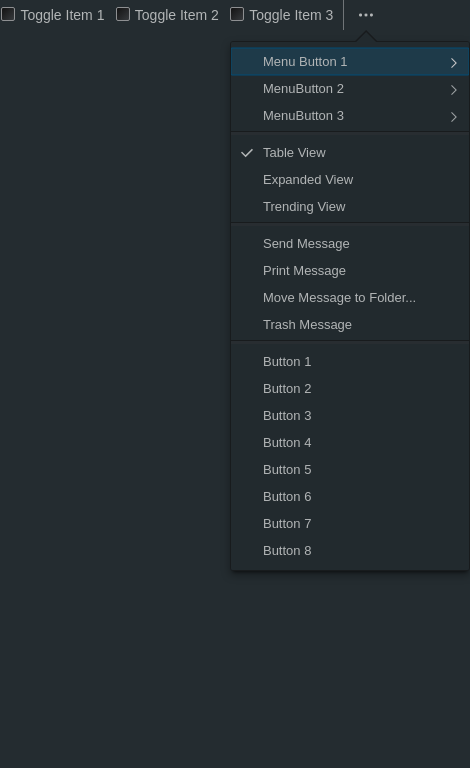 Toggle Item 1 Toggle Item 2 Toggle Item 3
Menu Button 1
MenuButton 2
MenuButton 3
Table View
Expanded View
Trending View
Send Message
Print Message
Move Message to Folder...
Trash Message
Button 1
Button 2
Button 3
Button 4
Button 5
Button 6
Button 7
Button 8